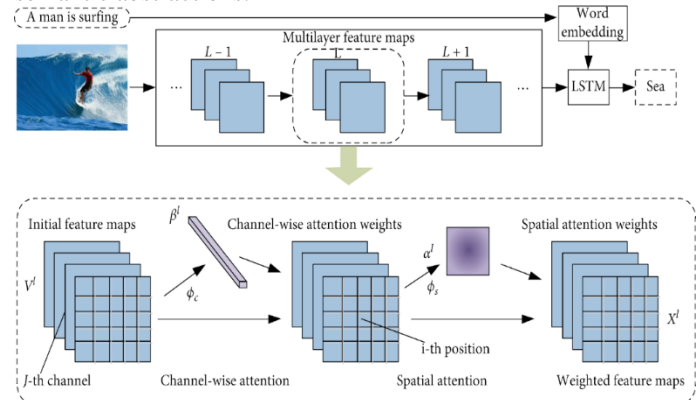 A man is surfing
Word
embedding
Multilayer feature maps
L – 1
L
L + 1
...
...
LSTM
Sea
Initial feature maps
β^l
Channel-wise attention weights
α^l
Spatial attention weights
V^l
ϕ_c
ϕ_s
X^l
i-th position
J-th channel
Channel-wise attention
Spatial attention
Weighted feature maps